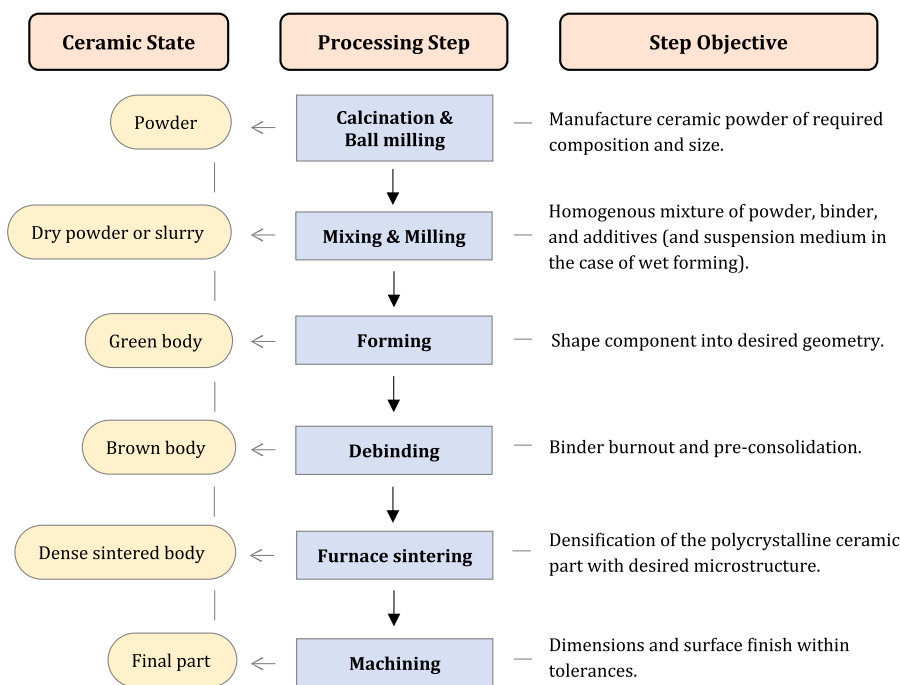 Ceramic State
Processing Step
Step Objective
Powder
Calcination &
Ball milling
Manufacture ceramic powder of required
composition and size.
Dry powder or slurry
Mixing & Milling
Homogenous mixture of powder, binder,
and additives (and suspension medium in
the case of wet forming).
Green body
Forming
Shape component into desired geometry.
Brown body
Debinding
Binder burnout and pre-consolidation.
Dense sintered body
Furnace sintering
Densification of the polycrystalline ceramic
part with desired microstructure.
Final part
Machining
Dimensions and surface finish within
tolerances.